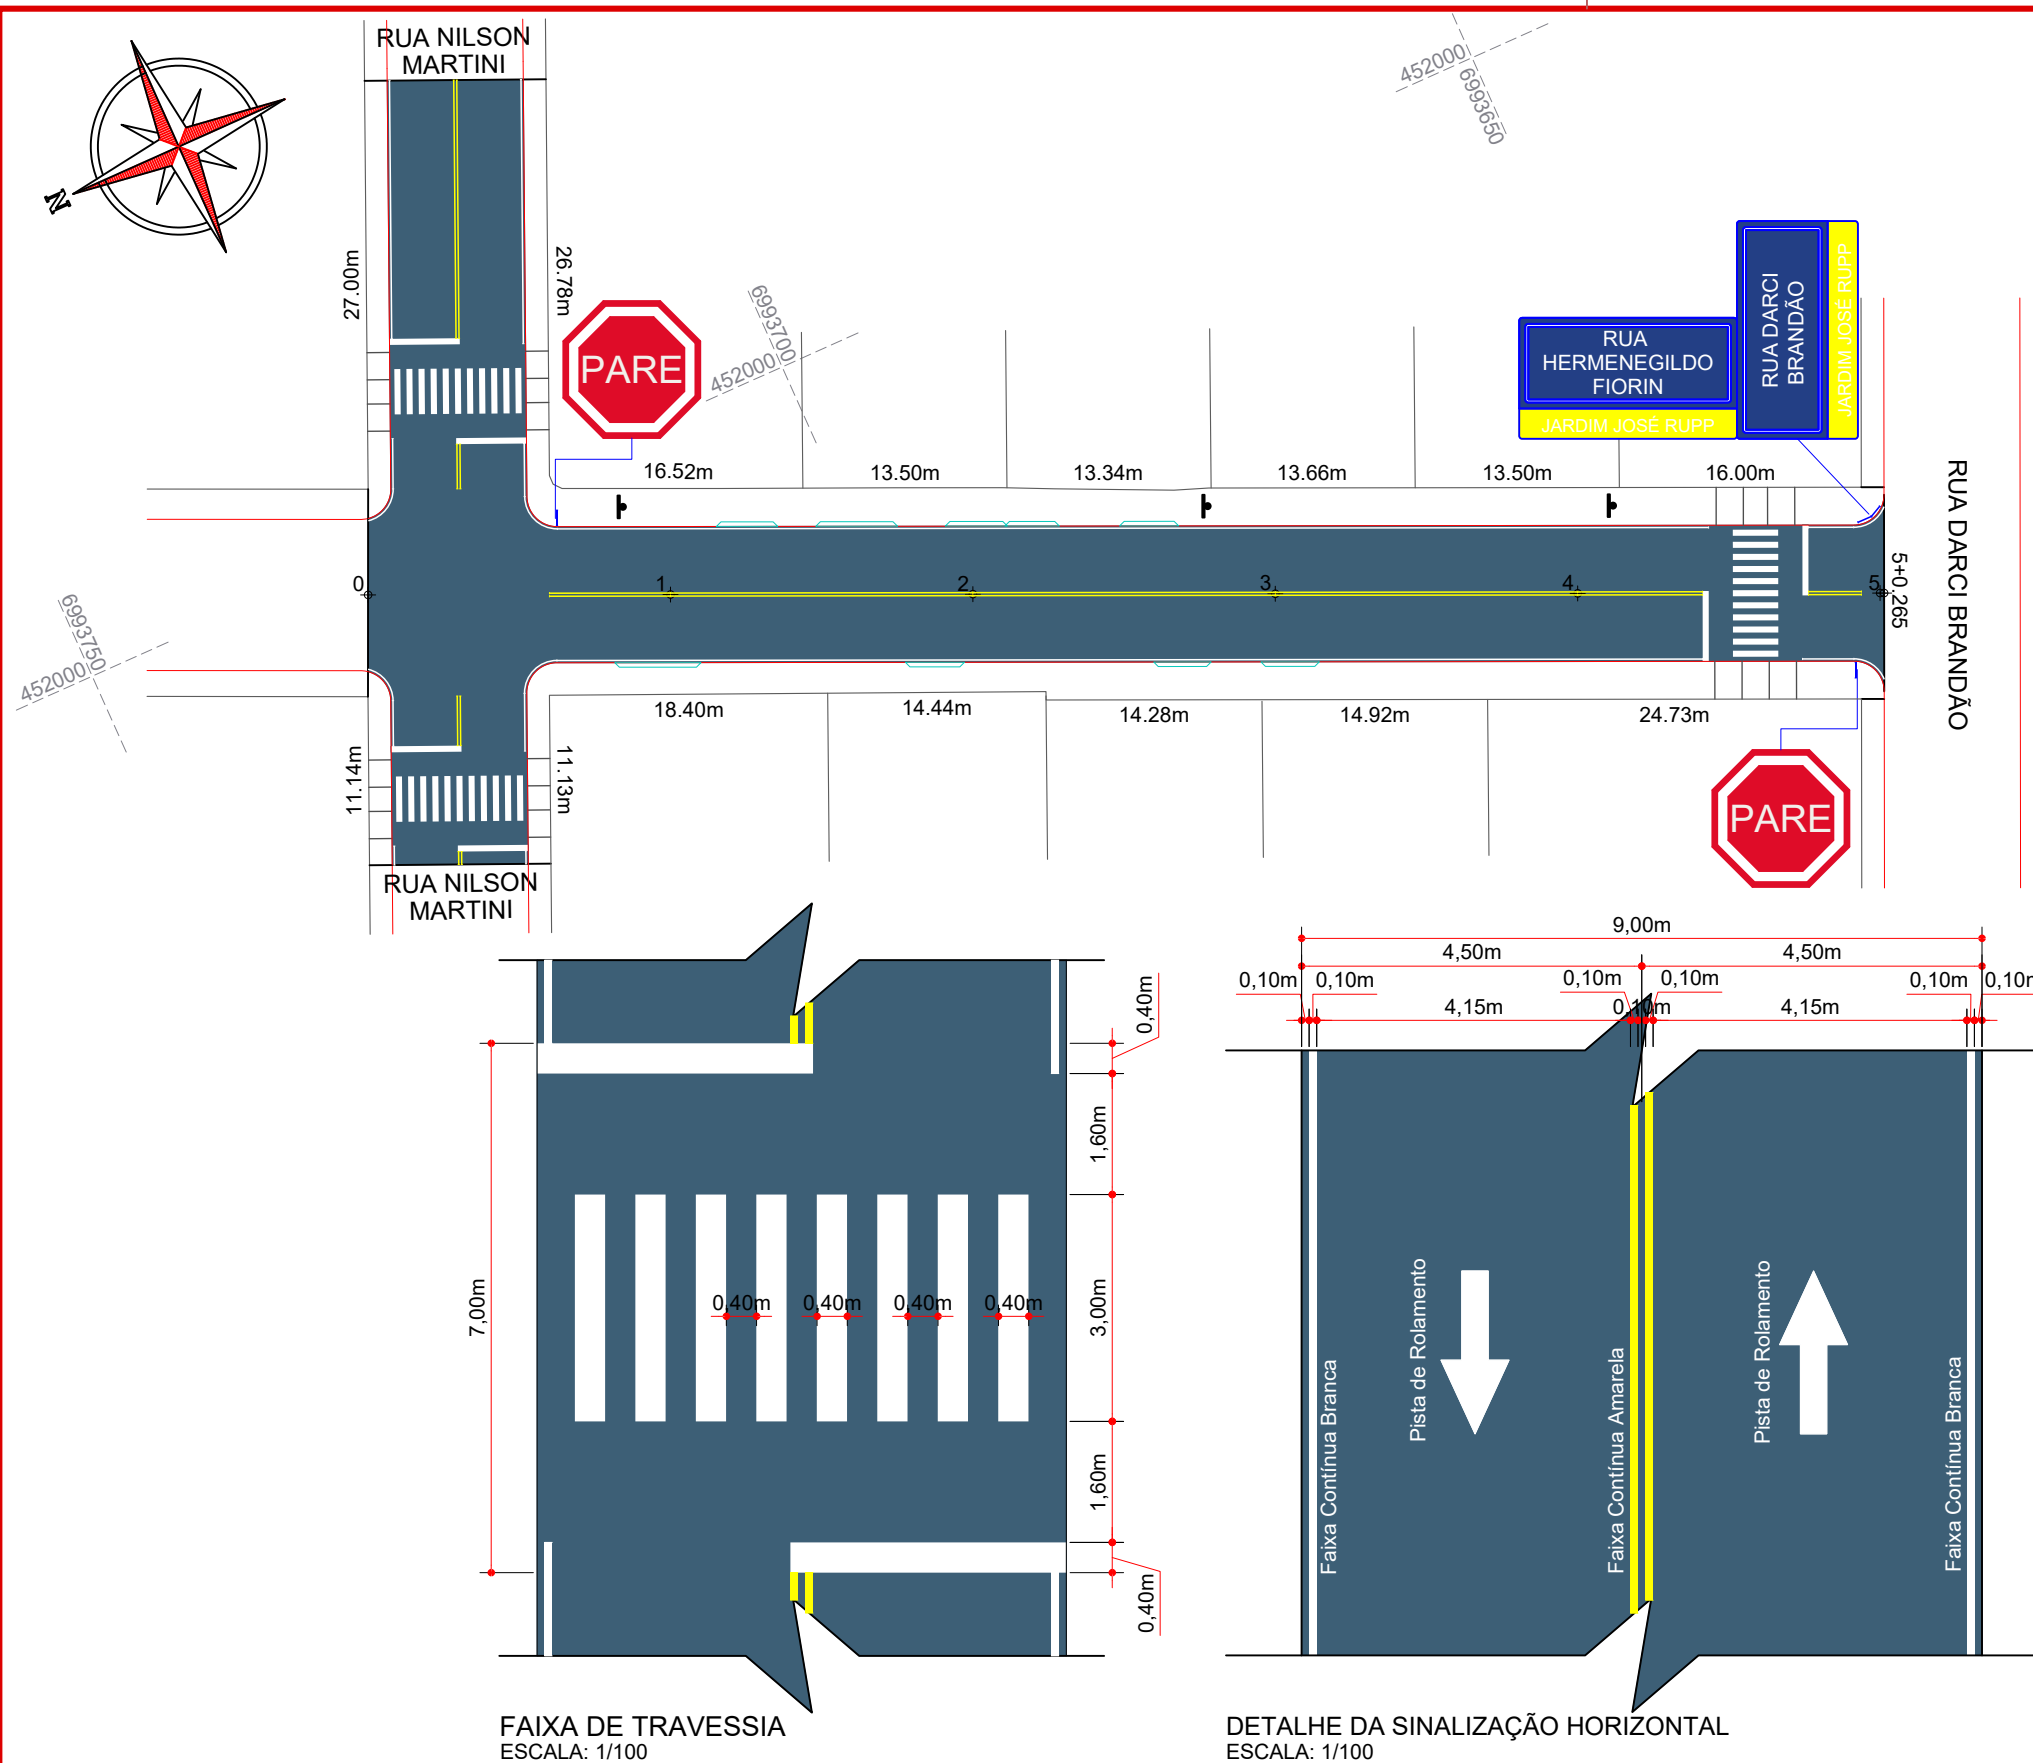 RUA NILSON
MARTINI
452000
6993650
N
27.00m
26.78m
PARE
6993700
452000
RUA
HERMENEGILDO
FIORIN
JARDIM JOSÉ RUPP
RUA DARCI
BRANDÃO
JARDIM JOSÉ RUPP
16.52m
13.50m
13.34m
13.66m
13.50m
16.00m
RUA DARCI BRANDÃO
0
1
2
3
4
5
5+0.265
6993750
452000
18.40m
14.44m
14.28m
14.92m
24.73m
11.14m
11.13m
PARE
RUA NILSON
MARTINI
0,40m
1,60m
7,00m
0,40m
0,40m
0,40m
0,40m
3,00m
1,60m
0,40m
FAIXA DE TRAVESSIA
ESCALA: 1/100
9,00m
4,50m
4,50m
0,10m
0,10m
0,10m
0,10m
0,10m
0,10m
4,15m
0,10m
4,15m
Faixa Contínua Branca
Pista de Rolamento
Faixa Contínua Amarela
Pista de Rolamento
Faixa Contínua Branca
DETALHE DA SINALIZAÇÃO HORIZONTAL
ESCALA: 1/100